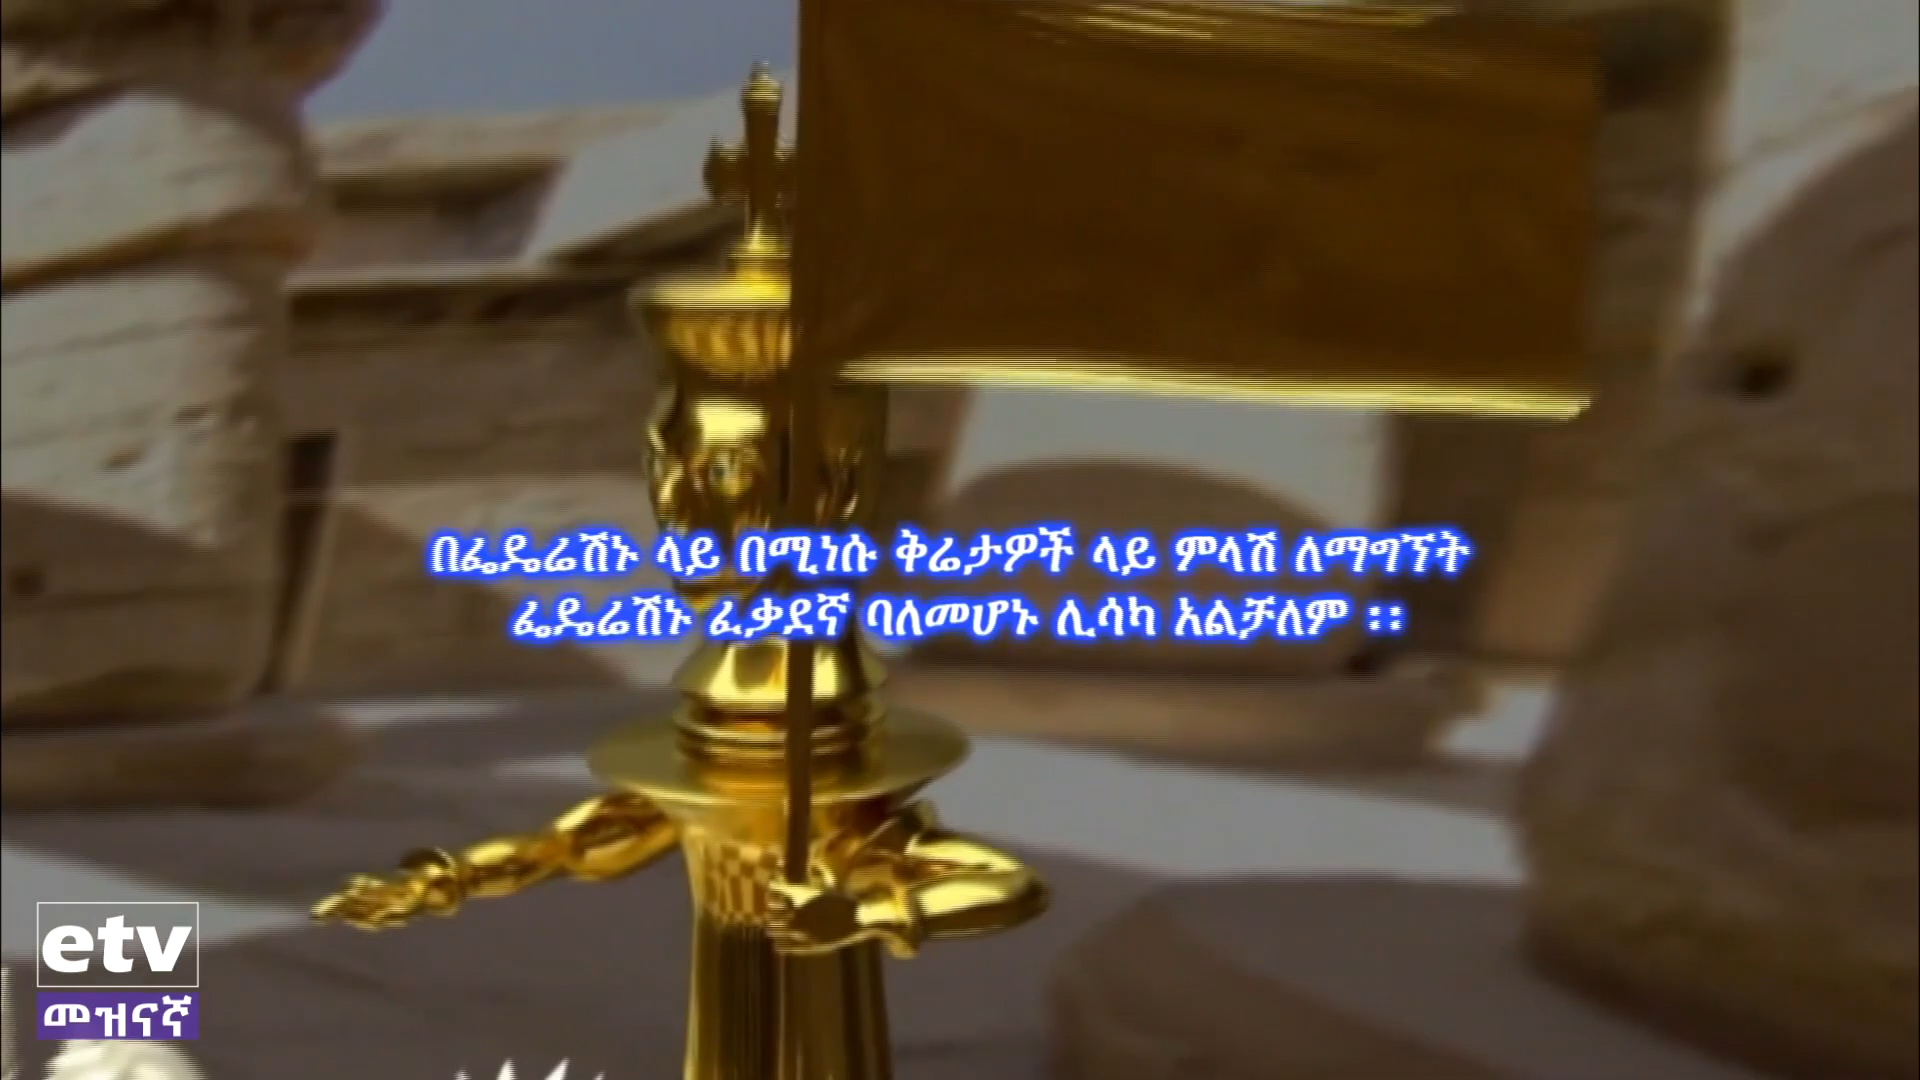 በፌዴሬሽኑ ላይ በሚነሱ ቅሬታዎች ላይ ምላሽ ለማግኘት
ፌዴሬሽኑ ፈቃደኛ ባለመሆኑ ሊሳካ አልቻለም ፡፡
etv
መዝናኛ